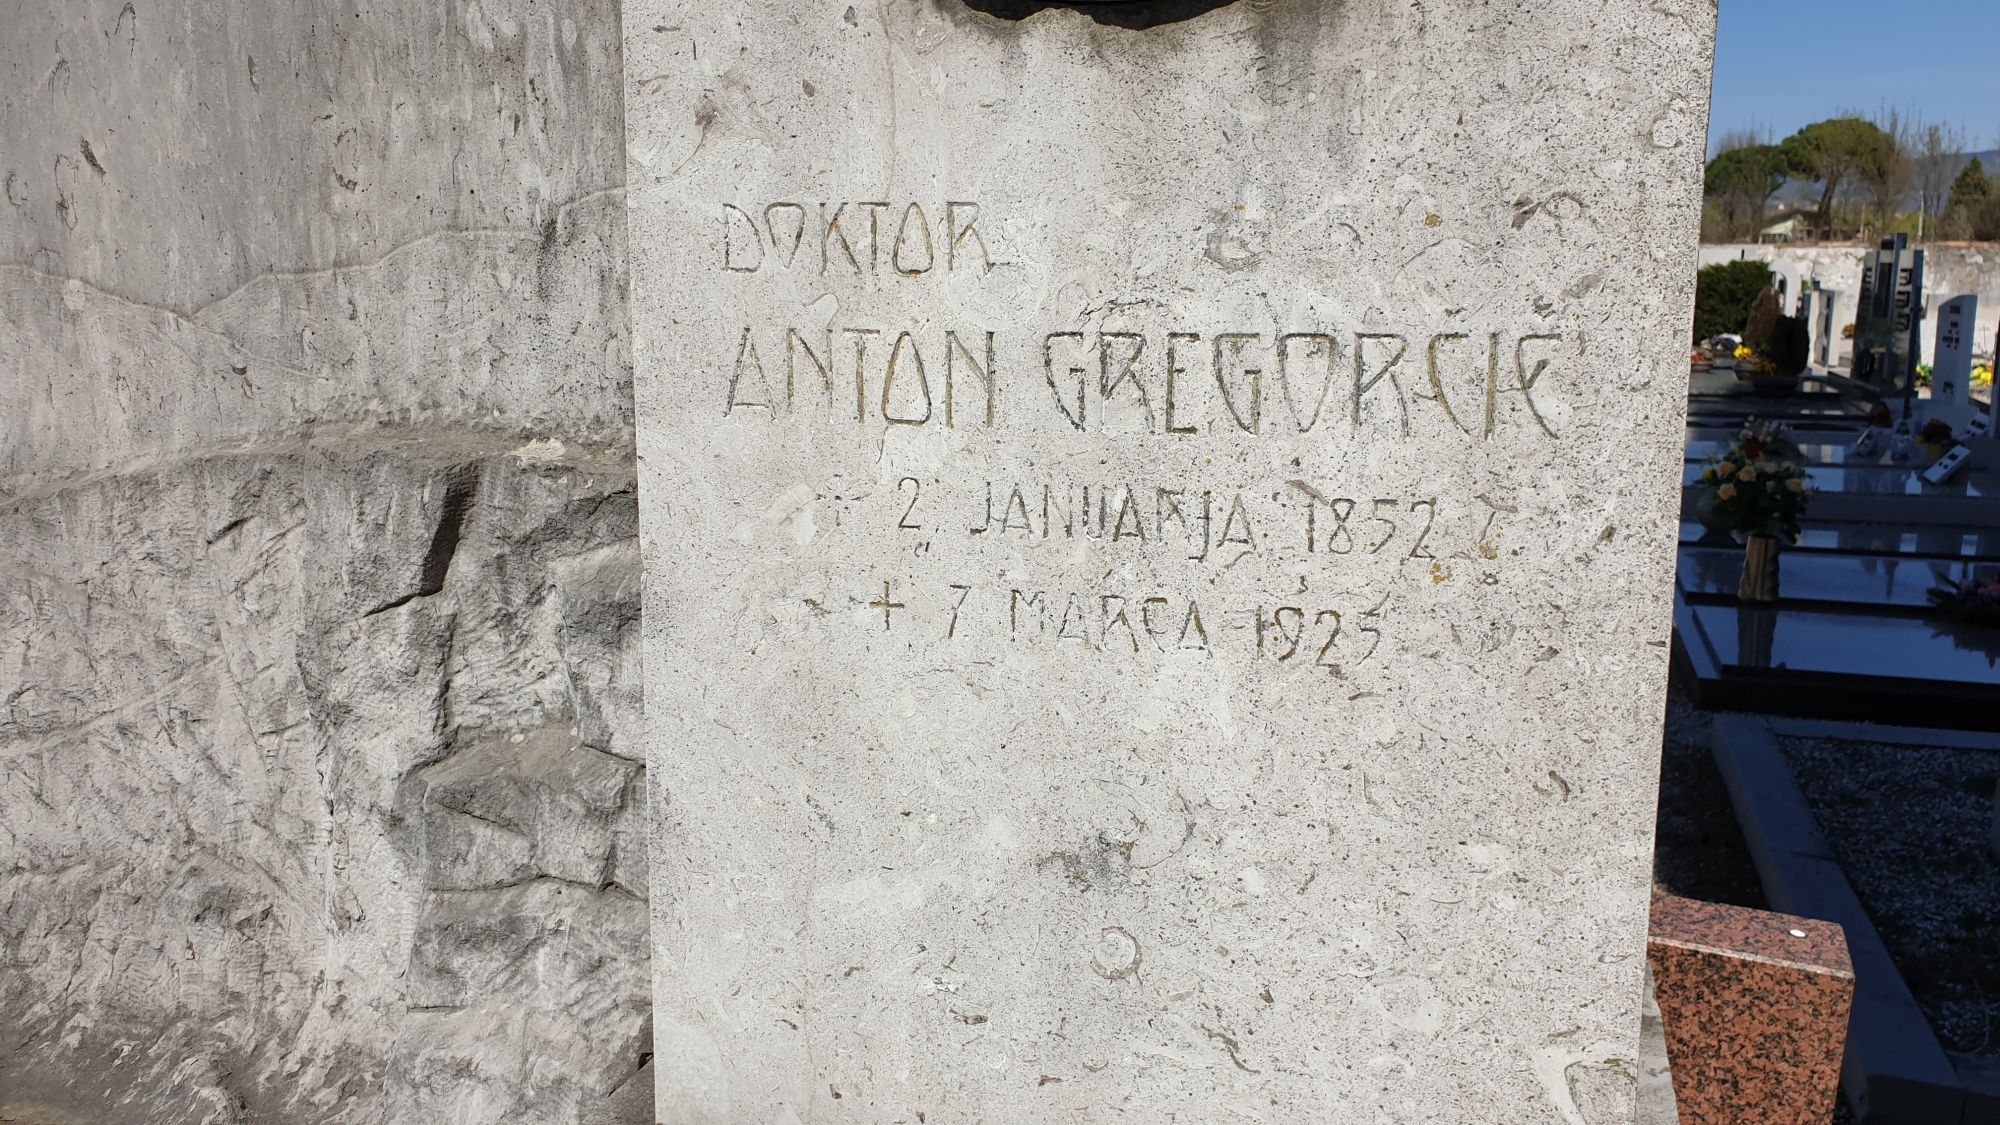 DOKTOR
ANTON GREGORČIČ
* 2. JANUARJA 1852
+ 7 MARCA 1925